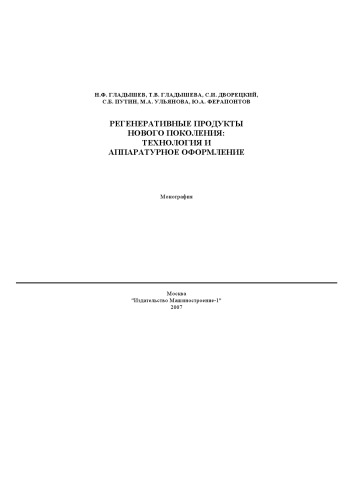 Н.Ф. ГЛАДЫШЕВ, Т.В. ГЛАДЫШЕВА, С.И. ДВОРЕЦКИЙ,
С.Б. ПУТИН, М.А. УЛЬЯНОВА, Ю.А. ФЕРАПОНТОВ
РЕГЕНЕРАТИВНЫЕ ПРОДУКТЫ
НОВОГО ПОКОЛЕНИЯ:
ТЕХНОЛОГИЯ И
АППАРАТУРНОЕ ОФОРМЛЕНИЕ
Монография
Москва
"Издательство Машиностроение-1"
2007